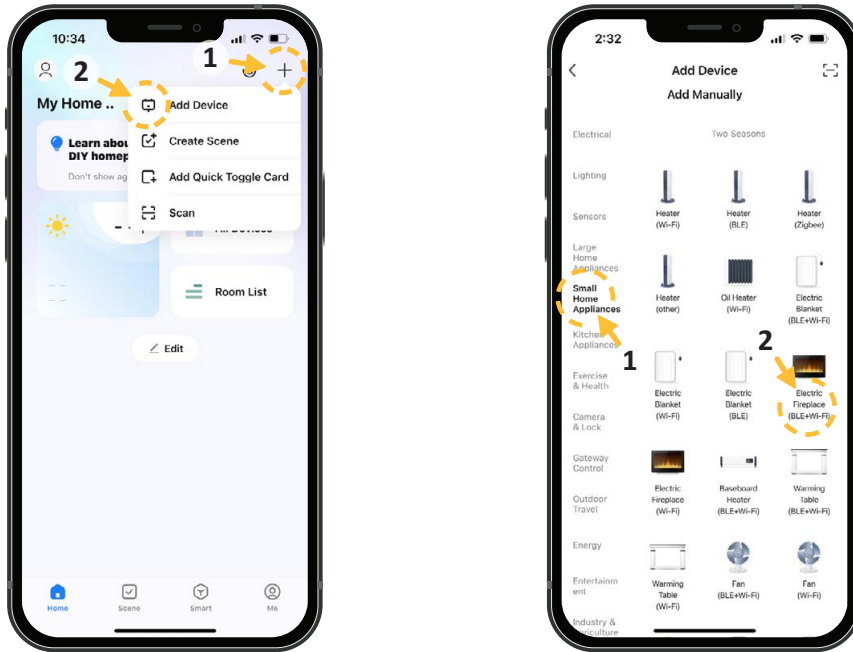 10:34
1
2
My Home ..
Add Device
Learn abou
DIY homep
Create Scene
Don't show ag
Add Quick Toggle Card
Scan
Room List
Edit
Home
Scene
Smart
Me
2:32
Add Device
Add Manually
Electrical
Two Seasons
Lighting
Sensors
Large
Home
Appliances
Small
Home
Appliances
1
Kitchen
Appliances
Exercise
& Health
Camera
& Lock
Gateway
Control
Outdoor
Travel
Energy
Entertainm
ent
Industry &
Heater
(Wi-Fi)
Heater
(BLE)
Heater
(Zigbee)
Heater
(other)
Oil Heater
(Wi-Fi)
Electric
Blanket
(BLE+Wi-Fi)
2
Electric
Blanket
(Wi-Fi)
Electric
Blanket
(BLE)
Electric
Fireplace
(BLE+Wi-Fi)
Electric
Fireplace
(Wi-Fi)
Baseboard
Heater
(BLE+Wi-Fi)
Warming
Table
(BLE+Wi-Fi)
Warming
Table
(Wi-Fi)
Fan
(BLE+Wi-Fi)
Fan
(Wi-Fi)